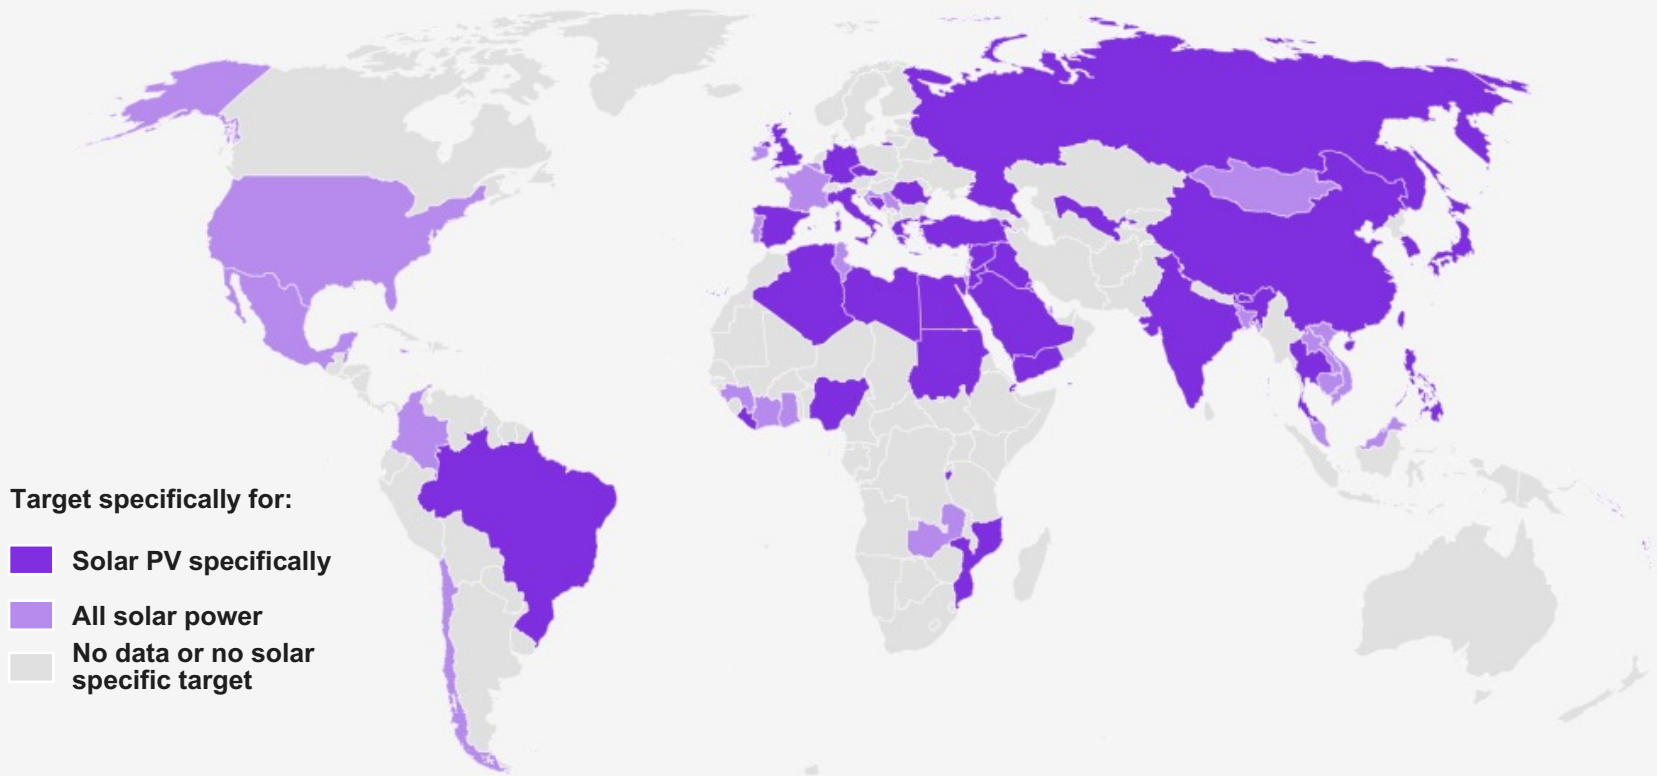 Target specifically for:
Solar PV specifically
All solar power
No data or no solar
specific target